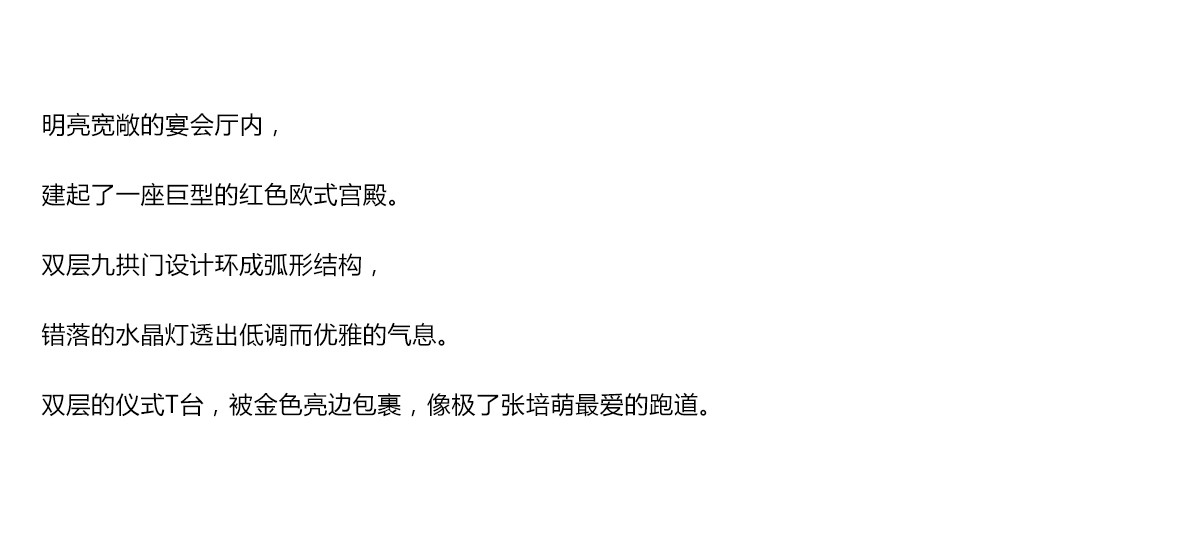 明亮宽敞的宴会厅内，
建起了一座巨型的红色欧式宫殿。
双层九拱门设计环成弧形结构，
错落的水晶灯透出低调而优雅的气息。
双层的仪式T台，被金色亮边包裹，像极了张培萌最爱的跑道。